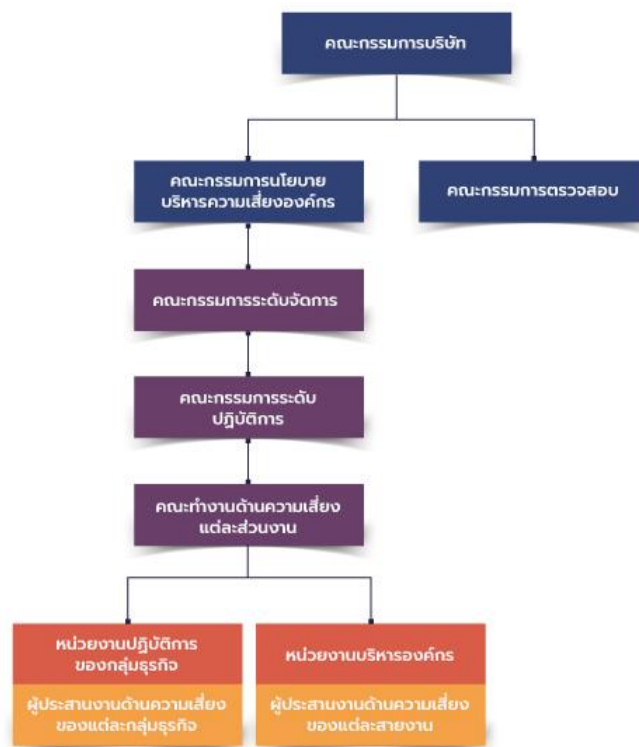 คณะกรรมการบริษัท
คณะกรรมการนโยบาย
บริหารความเสี่ยงองค์กร
คณะกรรมการตรวจสอบ
คณะกรรมการระดับจัดการ
คณะกรรมการระดับ
ปฏิบัติการ
คณะทำงานด้านความเสี่ยง
แต่ละส่วนงาน
หน่วยงานปฏิบัติการ
ของกลุ่มธุรกิจ
ผู้ประสานงานด้านความเสี่ยง
ของแต่ละกลุ่มธุรกิจ
หน่วยงานบริหารองค์กร
ผู้ประสานงานด้านความเสี่ยง
ของแต่ละสายงาน